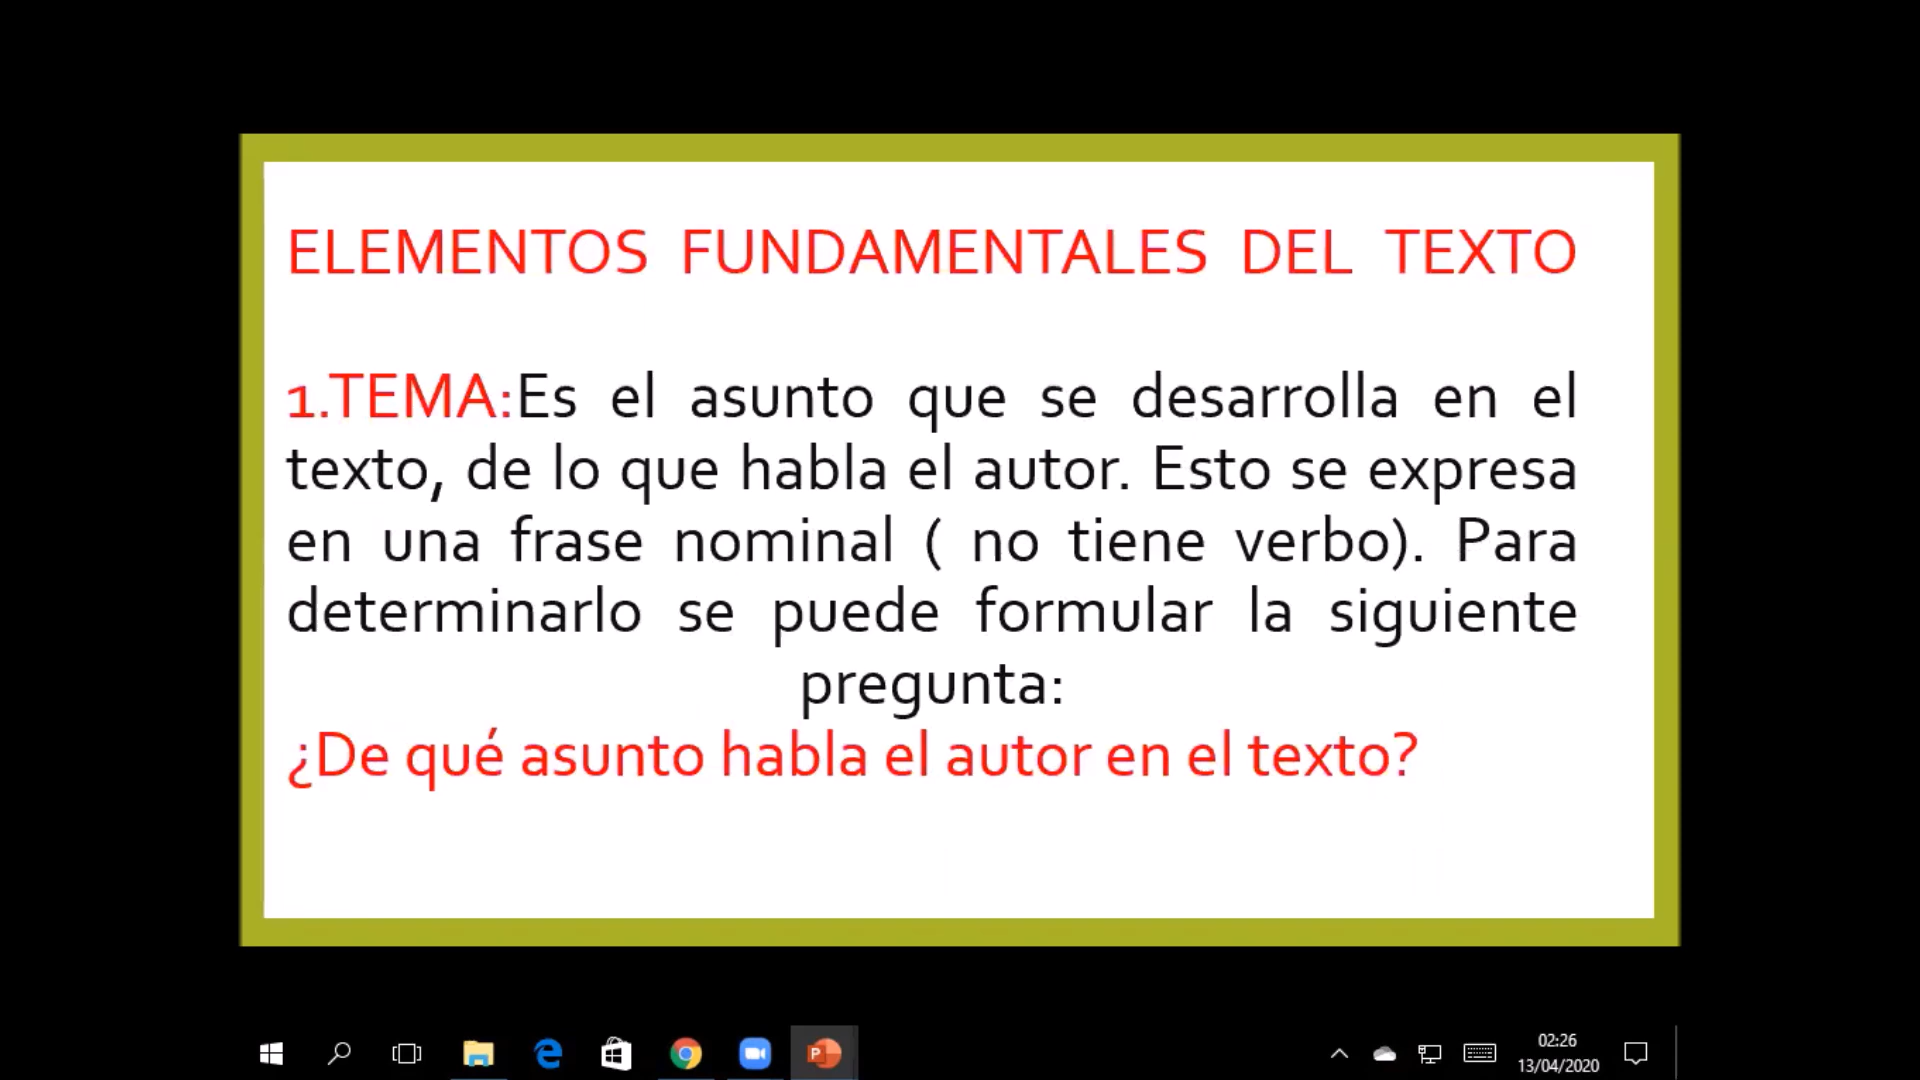 ELEMENTOS FUNDAMENTALES DEL TEXTO
1.TEMA:Es el asunto que se desarrolla en el
texto, de lo que habla el autor. Esto se expresa
en una frase nominal ( no tiene verbo). Para
determinarlo se puede formular la siguiente
pregunta:
¿De qué asunto habla el autor en el texto?
02:26
13/04/2020